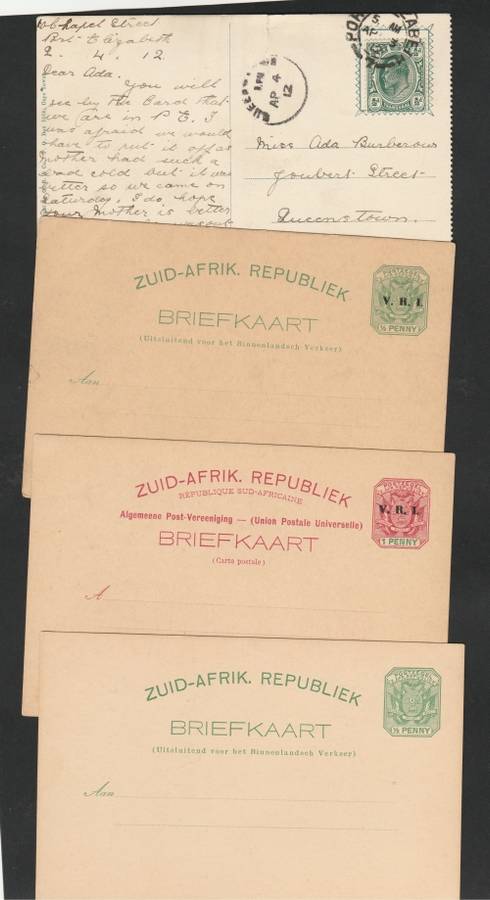 Chapel Street
Port Elizabeth
2. 4. 12.
Dear Ada.
You will
see by the Card that
we are in P. E. I
was afraid we would
have to put it off as
Mother had such a
bad cold but it was
better so we came on
Saturday. I do hope
your Mother is better
AP 4
12
Miss Ada Burberow
Joubert Street
Queenstown.
ZUID-AFRIK. REPUBLIEK
BRIEFKAART
(Uitsluitend voor het Binnenlandsch Verkeer)
Aan
V. R. I.
½ PENNY
ZUID-AFRIK. REPUBLIEK
RÉPUBLIQUE SUD-AFRICAINE
Algemeene Post-Vereeniging — (Union Postale Universelle)
BRIEFKAART
(Carte postale)
A
V. R. I.
1 PENNY
ZUID-AFRIK. REPUBLIEK
BRIEFKAART
(Uitsluitend voor het Binnenlandsch Verkeer)
Aan
½ PENNY